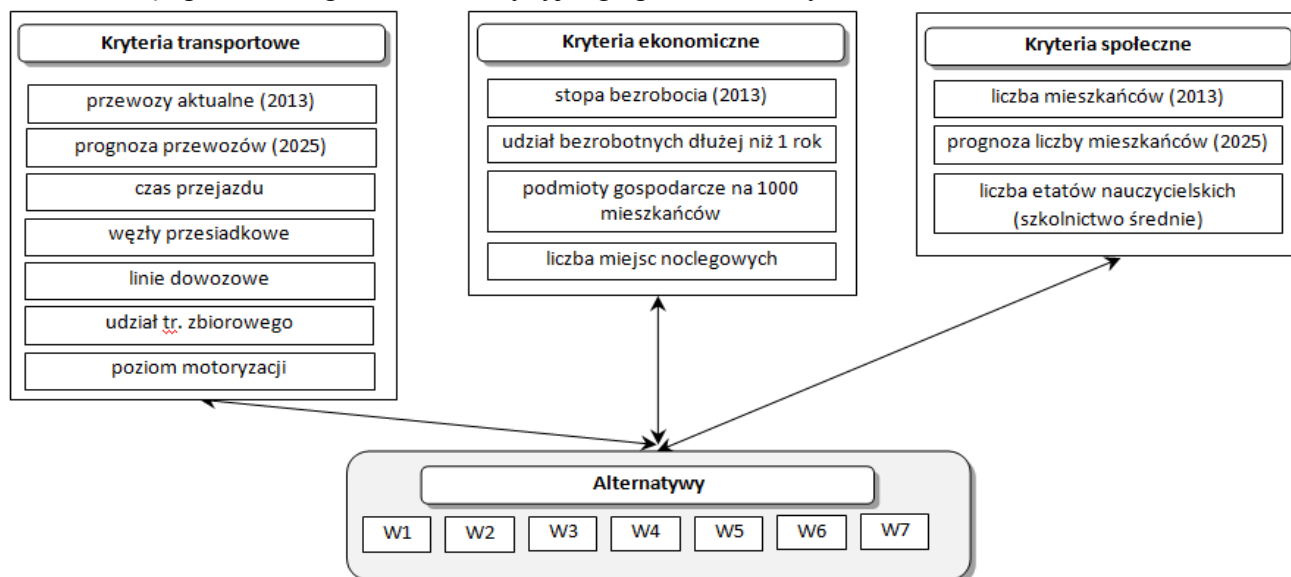 Kryteria transportowe
przewozy aktualne (2013)
prognoza przewozów (2025)
czas przejazdu
węzły przesiadkowe
linie dowozowe
udział tr. zbiorowego
poziom motoryzacji
Kryteria ekonomiczne
stopa bezrobocia (2013)
udział bezrobotnych dłużej niż 1 rok
podmioty gospodarcze na 1000
mieszkańców
liczba miejsc noclegowych
Kryteria społeczne
liczba mieszkańców (2013)
prognoza liczby mieszkańców (2025)
liczba etatów nauczycielskich
(szkolnictwo średnie)
Alternatywy
W1 W2 W3 W4 W5 W6 W7